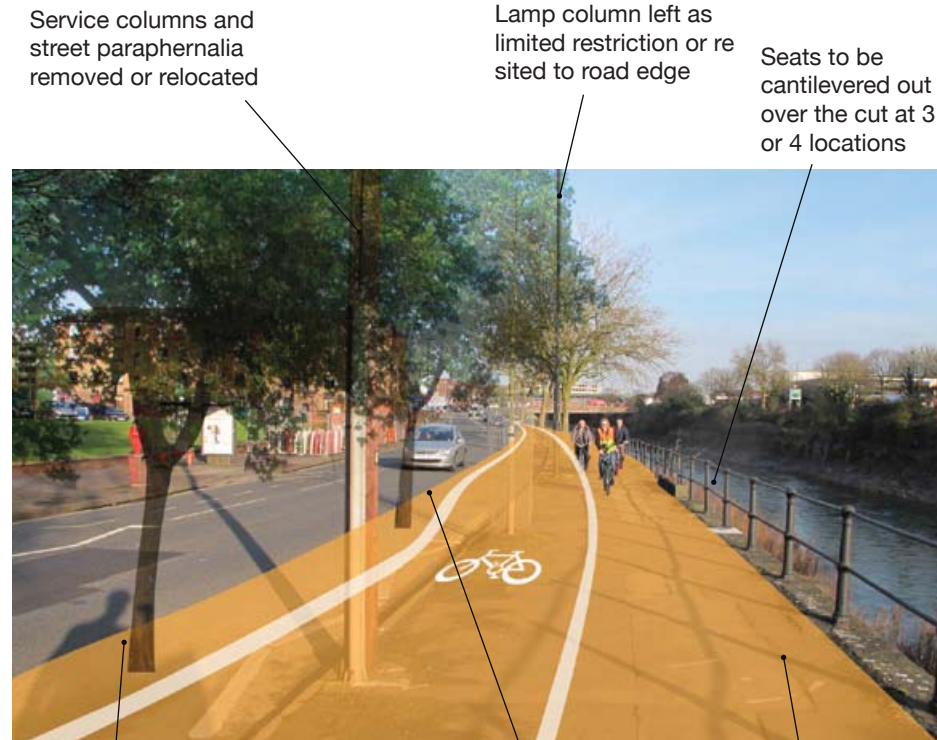 Service columns and
street paraphernalia
removed or relocated
Lamp column left as
limited restriction or re
sited to road edge
Seats to be
cantilevered out
over the cut at 3
or 4 locations